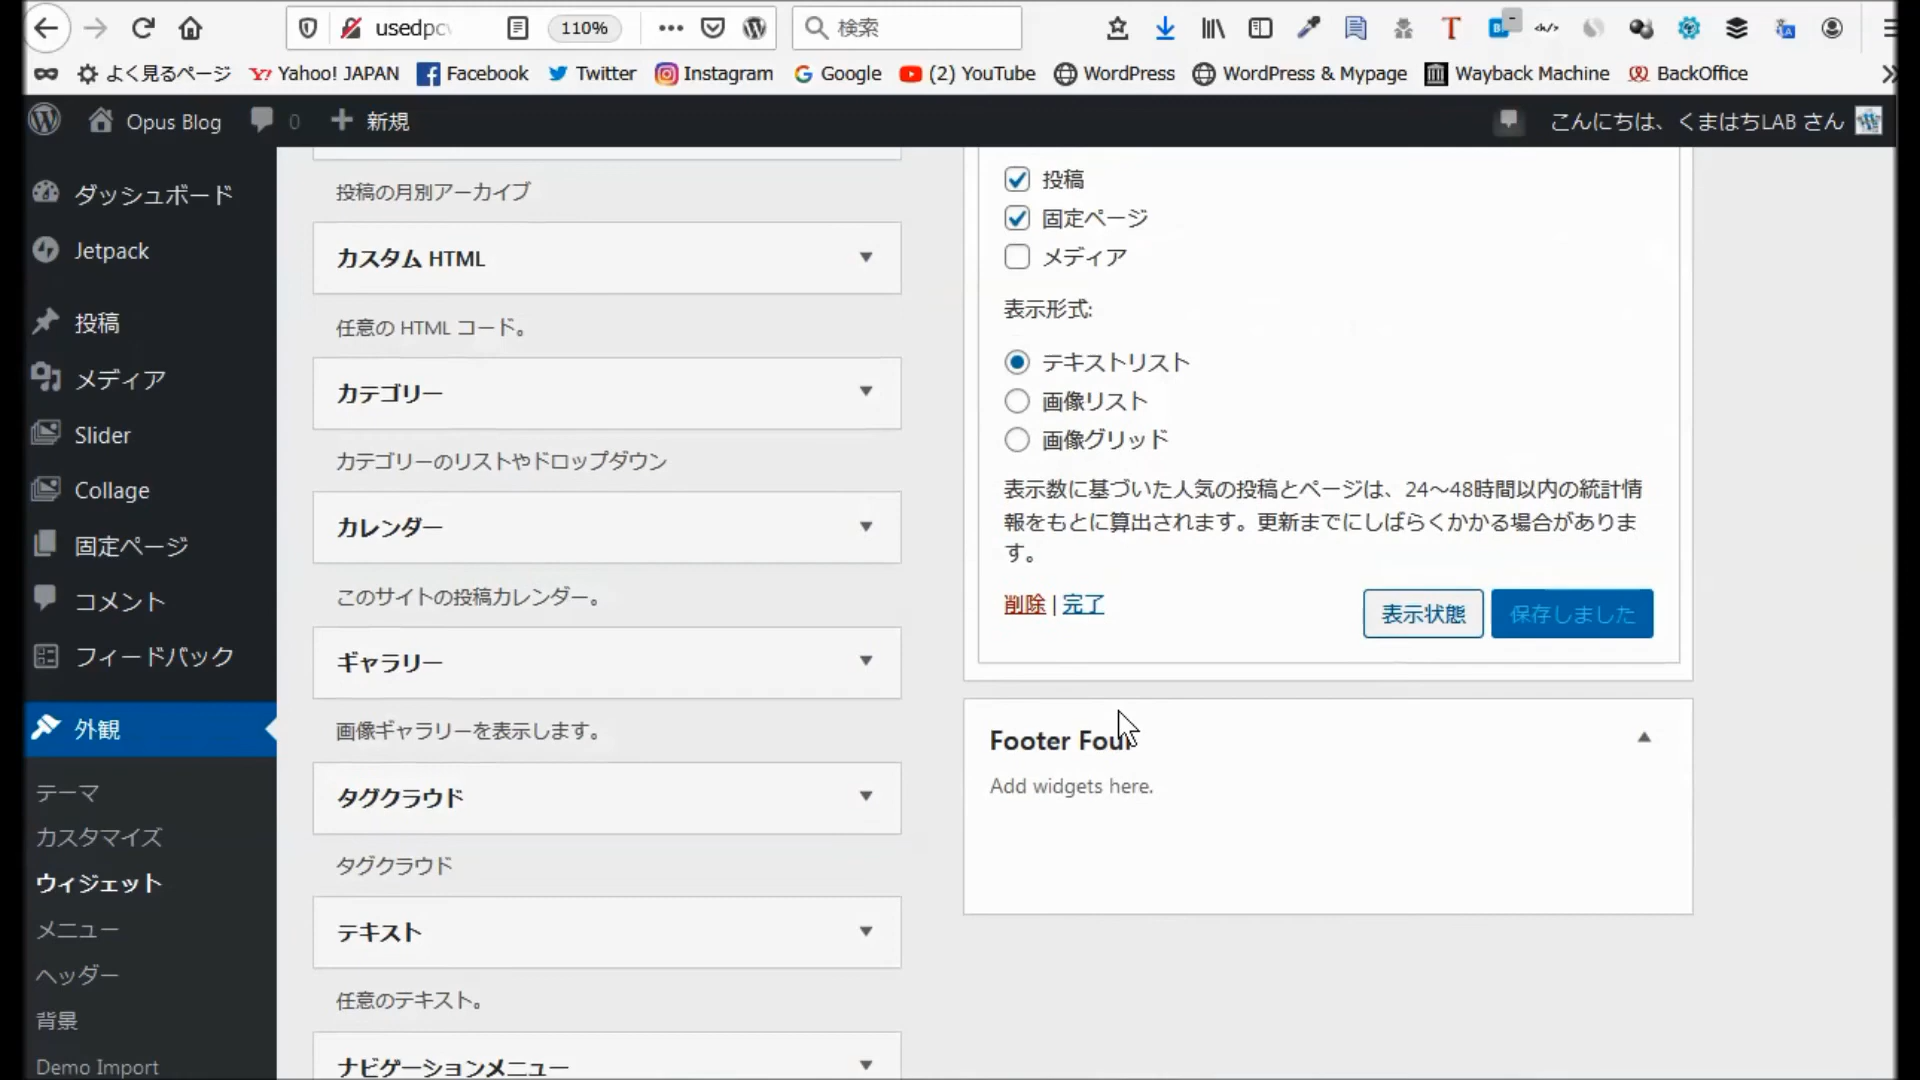 usedpc
110%
検索
よく見るページ
Yahoo! JAPAN
Facebook
Twitter
Instagram
Google
(2) YouTube
WordPress
WordPress & Mypage
Wayback Machine
BackOffice
Opus Blog
0
新規
こんにちは、くまはちLAB さん
ダッシュボード
Jetpack
投稿
メディア
Slider
Collage
固定ページ
コメント
フィードバック
外観
テーマ
カスタマイズ
ウィジェット
メニュー
ヘッダー
背景
Demo Import
投稿の月別アーカイブ
カスタム HTML
任意の HTML コード。
カテゴリー
カテゴリーのリストやドロップダウン
カレンダー
このサイトの投稿カレンダー。
ギャラリー
画像ギャラリーを表示します。
タグクラウド
タグクラウド
テキスト
任意のテキスト。
ナビゲーションメニュー
投稿
固定ページ
メディア
表示形式:
テキストリスト
画像リスト
画像グリッド
表示数に基づいた人気の投稿とページは、24〜48時間以内の統計情
報をもとに算出されます。更新までにしばらくかかる場合がありま
す。
削除 | 完了
表示状態
保存しました
Footer Four
Add widgets here.